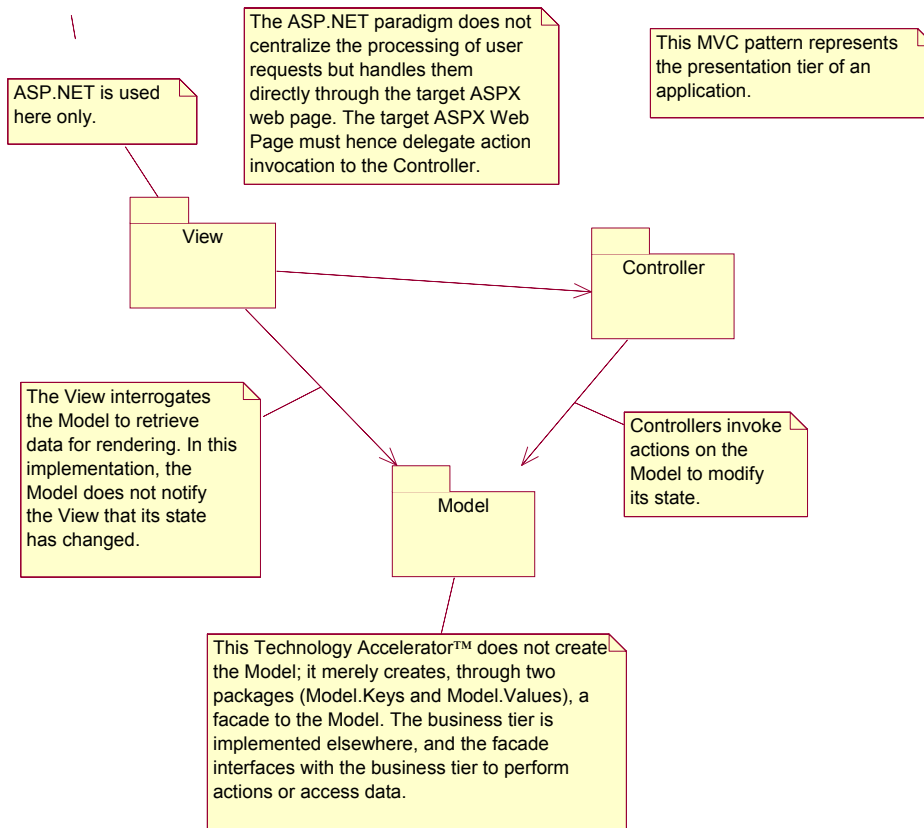 The ASP.NET paradigm does not
centralize the processing of user
requests but handles them
directly through the target ASPX
web page. The target ASPX Web
Page must hence delegate action
invocation to the Controller.
This MVC pattern represents
the presentation tier of an
application.
ASP.NET is used
here only.
View
Controller
The View interrogates
the Model to retrieve
data for rendering. In this
implementation, the
Model does not notify
the View that its state
has changed.
Controllers invoke
actions on the
Model to modify
its state.
Model
This Technology Accelerator™ does not create
the Model; it merely creates, through two
packages (Model.Keys and Model.Values), a
facade to the Model. The business tier is
implemented elsewhere, and the facade
interfaces with the business tier to perform
actions or access data.